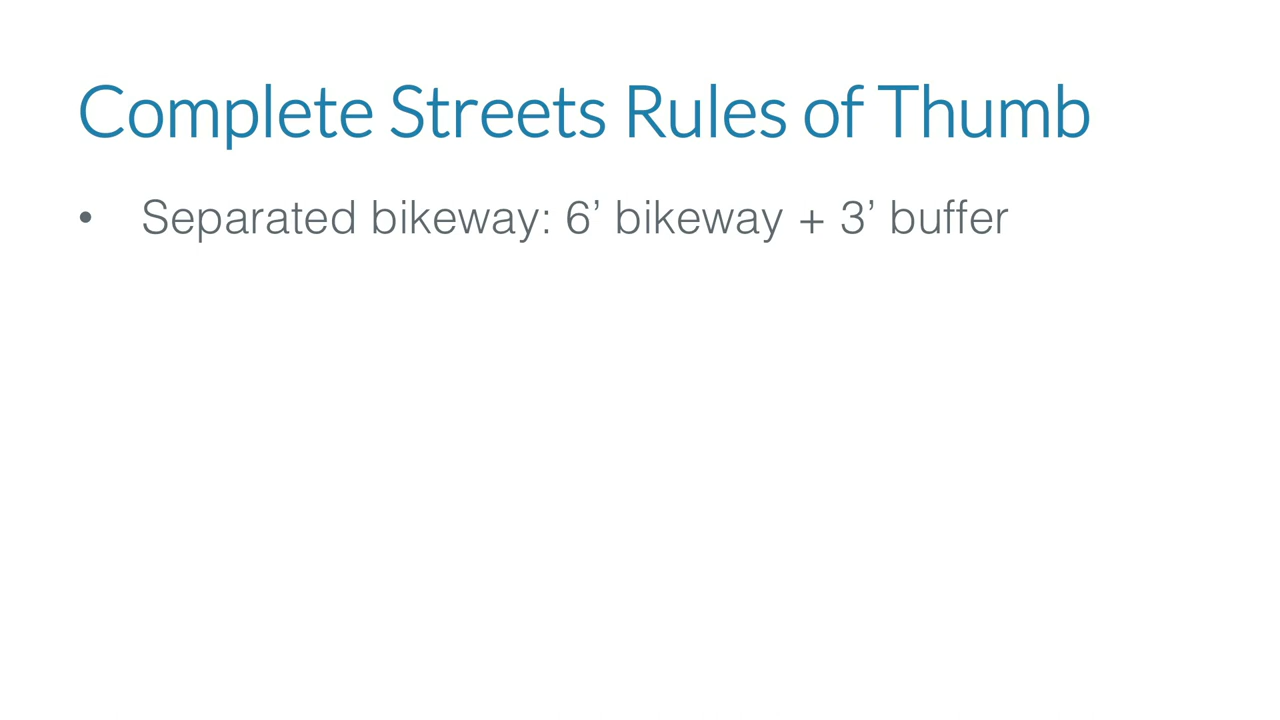 Complete Streets Rules of Thumb
• Separated bikeway: 6’ bikeway + 3’ buffer